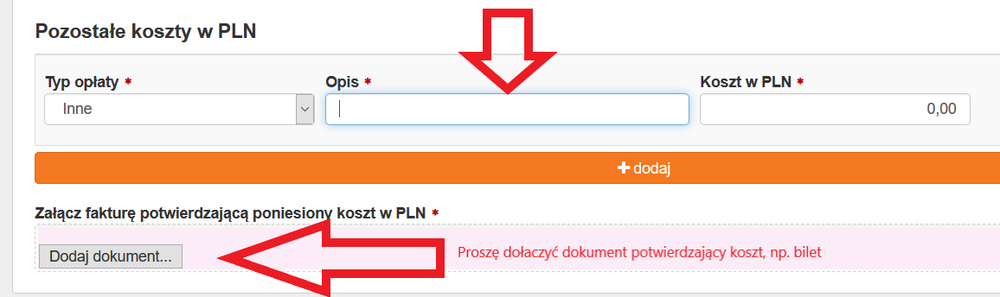 Pozostałe koszty w PLN
Typ opłaty * Opis * Koszt w PLN *
Inne 0,00
+ dodaj
Załącz fakturę potwierdzającą poniesiony koszt w PLN *
Dodaj dokument... Proszę dołaczyć dokument potwierdzający koszt, np. bilet